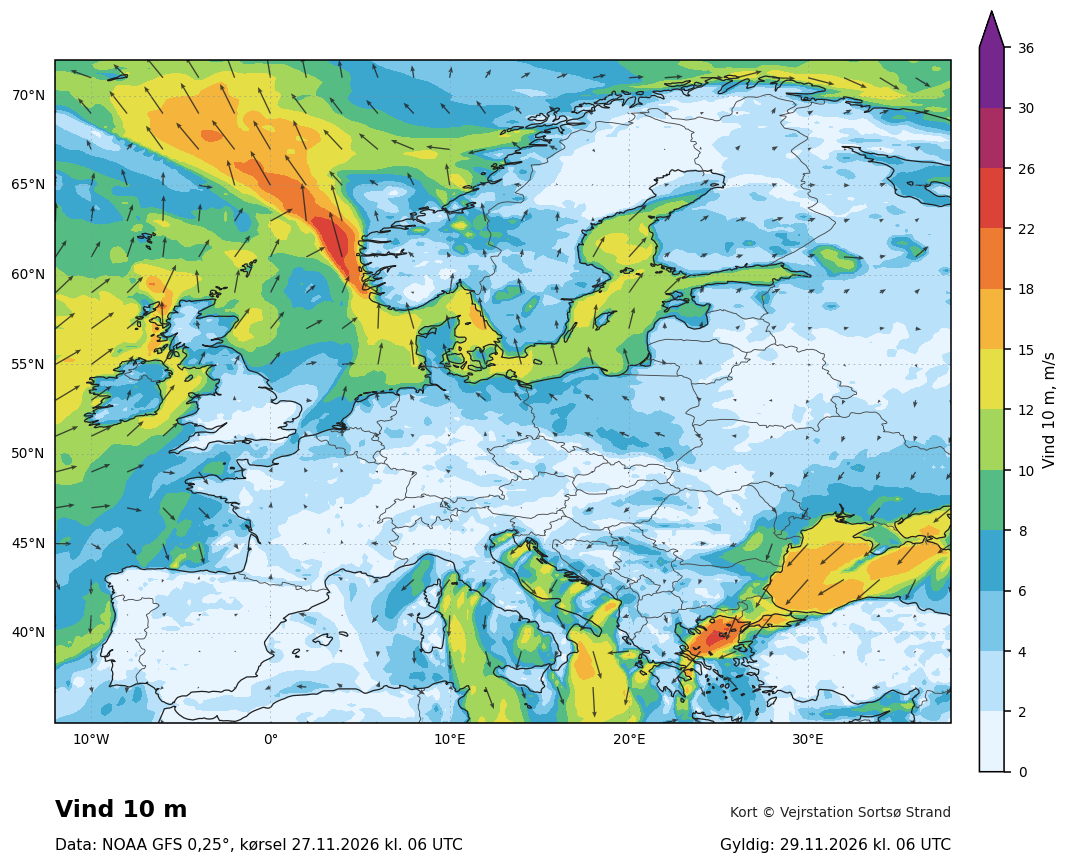 36
30
26
22
18
15
12
10
8
6
4
2
0
Vind 10 m, m/s
70°N
65°N
60°N
55°N
50°N
45°N
40°N
10°W
0°
10°E
20°E
30°E
Vind 10 m
Kort © Vejrstation Sortsø Strand
Data: NOAA GFS 0,25°, kørsel 27.11.2026 kl. 06 UTC
Gyldig: 29.11.2026 kl. 06 UTC